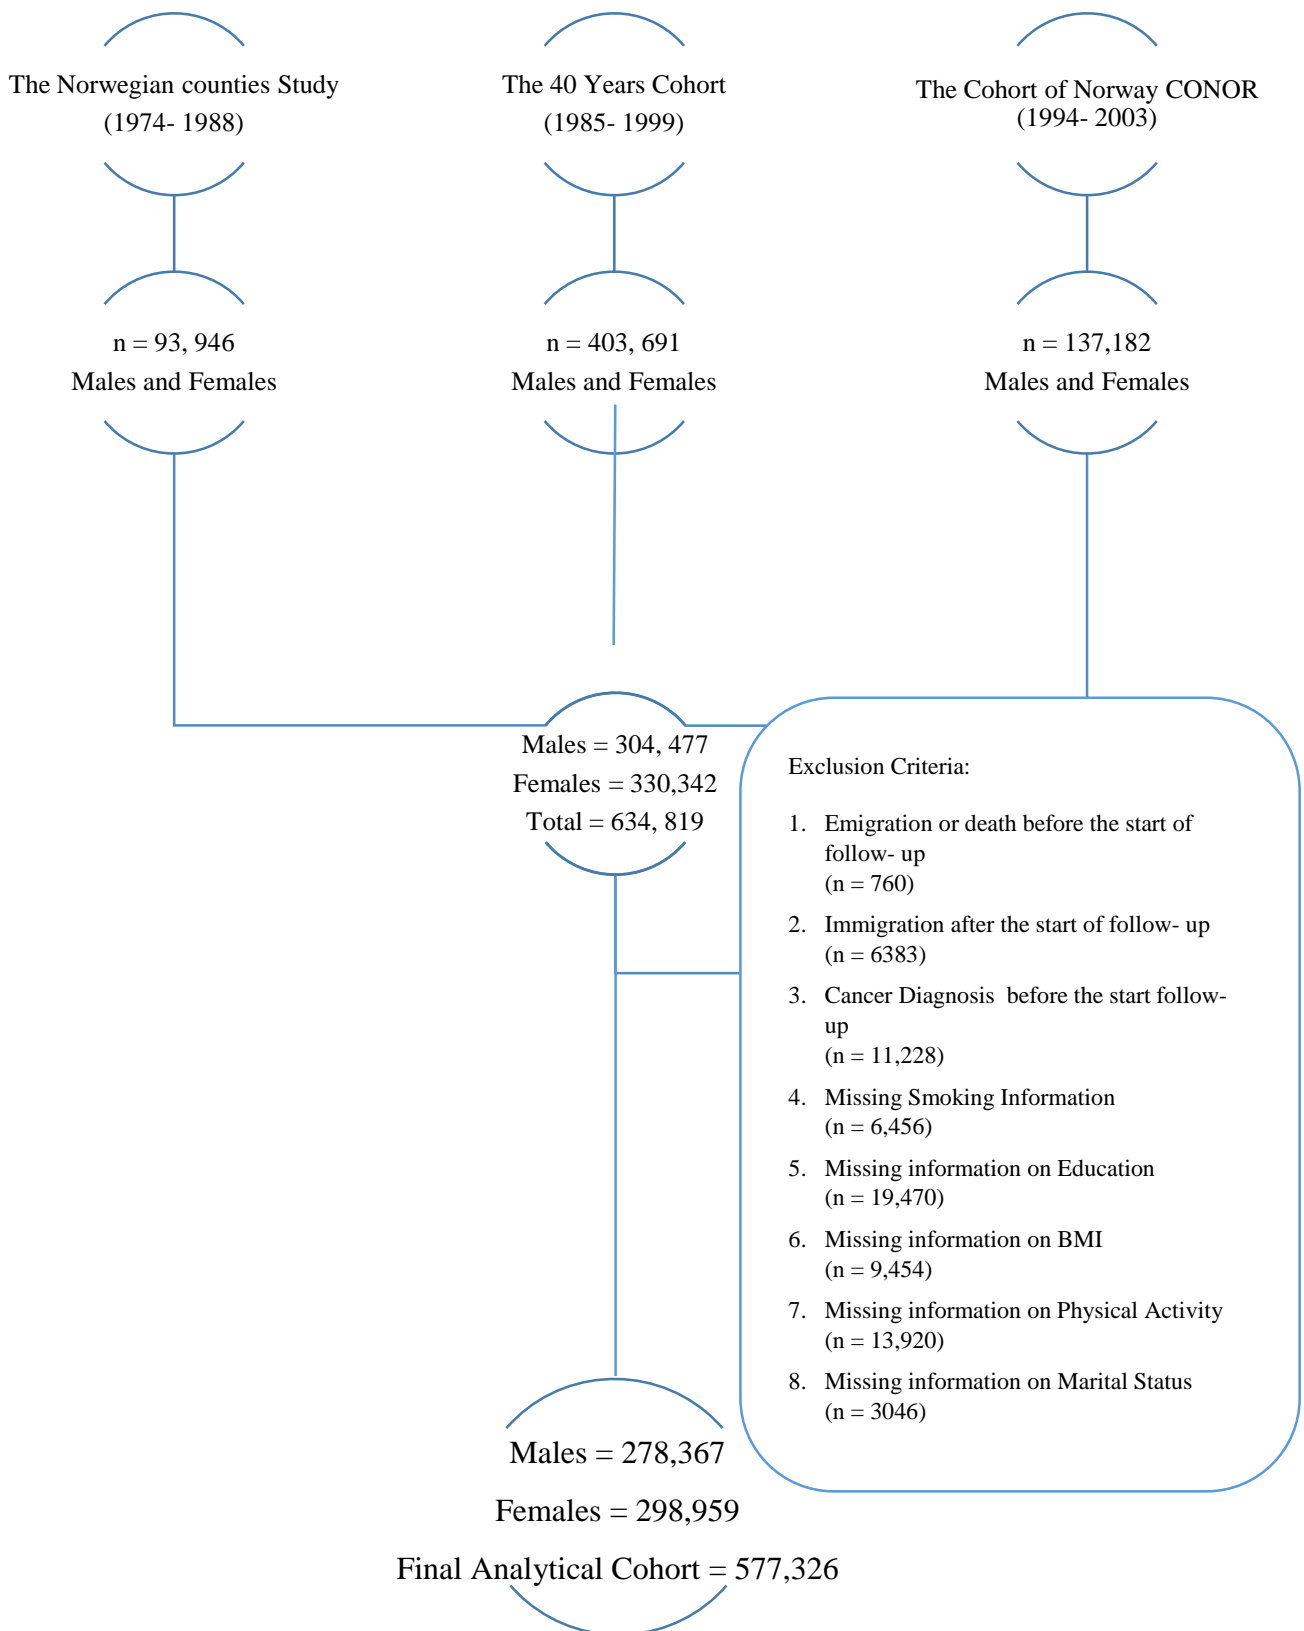 The Norwegian counties Study
(1974- 1988)
The 40 Years Cohort
(1985- 1999)
The Cohort of Norway CONOR
(1994- 2003)
n = 93, 946
Males and Females
n = 403, 691
Males and Females
n = 137,182
Males and Females
Males = 304, 477
Females = 330,342
Total = 634, 819
Exclusion Criteria:
1. Emigration or death before the start of
follow- up
(n = 760)
2. Immigration after the start of follow- up
(n = 6383)
3. Cancer Diagnosis before the start follow-
up
(n = 11,228)
4. Missing Smoking Information
(n = 6,456)
5. Missing information on Education
(n = 19,470)
6. Missing information on BMI
(n = 9,454)
7. Missing information on Physical Activity
(n = 13,920)
8. Missing information on Marital Status
(n = 3046)
Males = 278,367
Females = 298,959
Final Analytical Cohort = 577,326